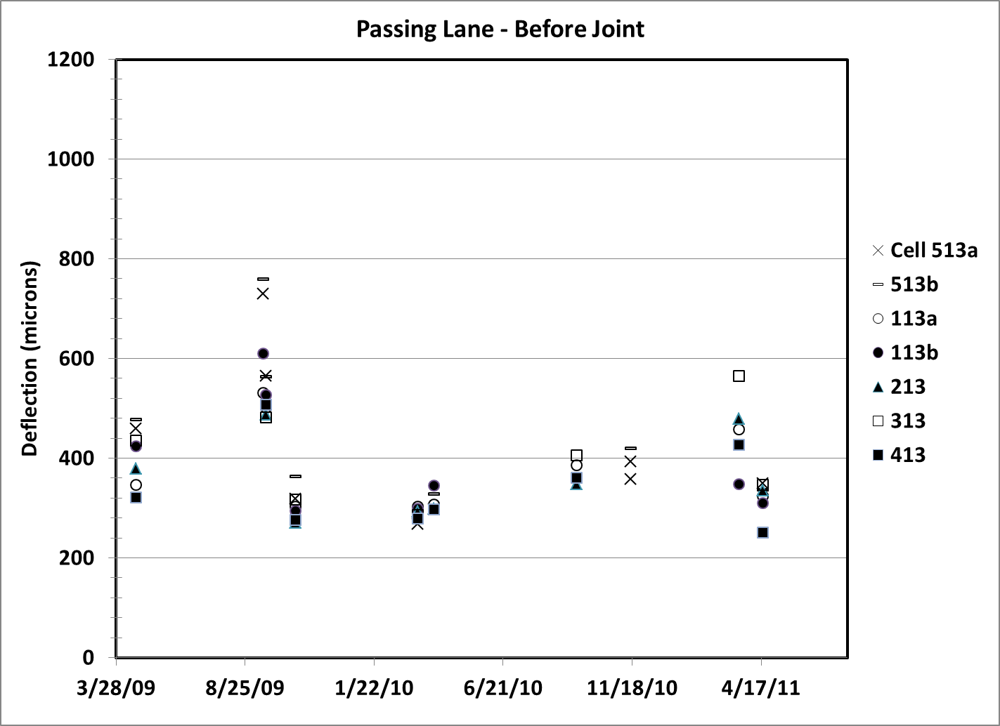 Passing Lane - Before Joint
1200
1000
800
600
400
200
0
Deflection (microns)
3/28/09 8/25/09 1/22/10 6/21/10 11/18/10 4/17/11
Cell 513a
513b
113a
113b
213
313
413